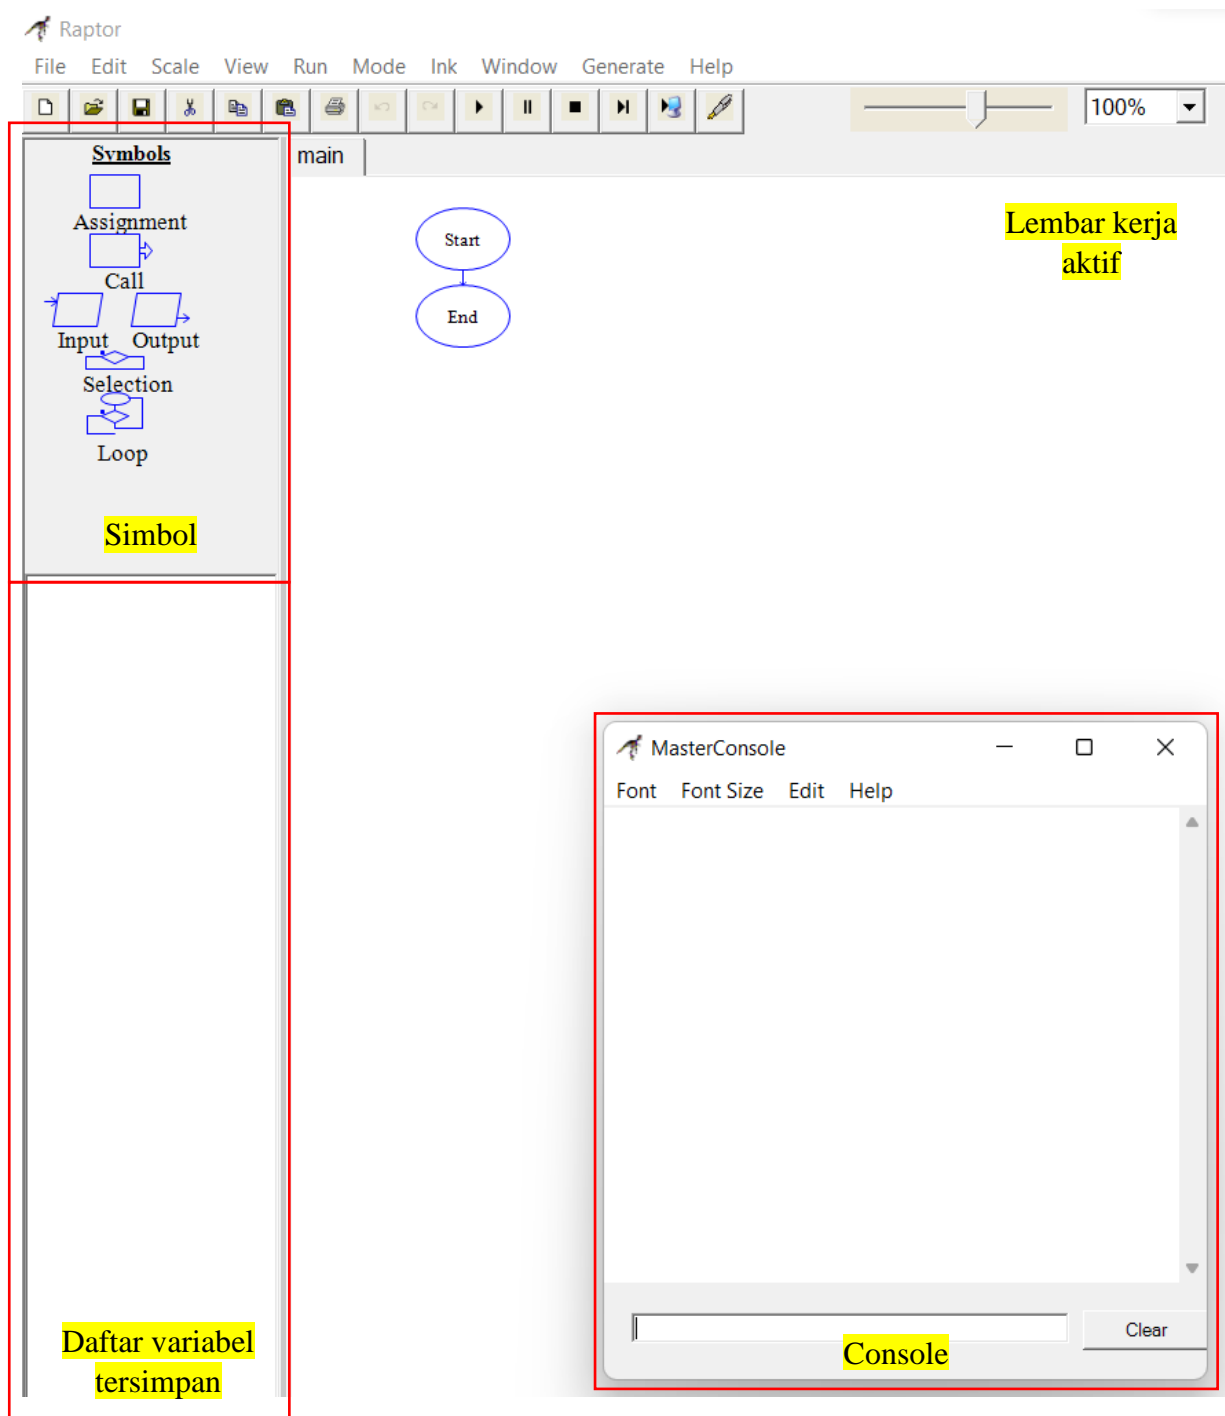 Raptor
File Edit Scale View Run Mode Ink Window Generate Help
100%
Symbols
main
Assignment
Call
Input Output
Selection
Loop
Simbol
Start
End
Lembar kerja
aktif
MasterConsole
Font Font Size Edit Help
Clear
Console
Daftar variabel
tersimpan